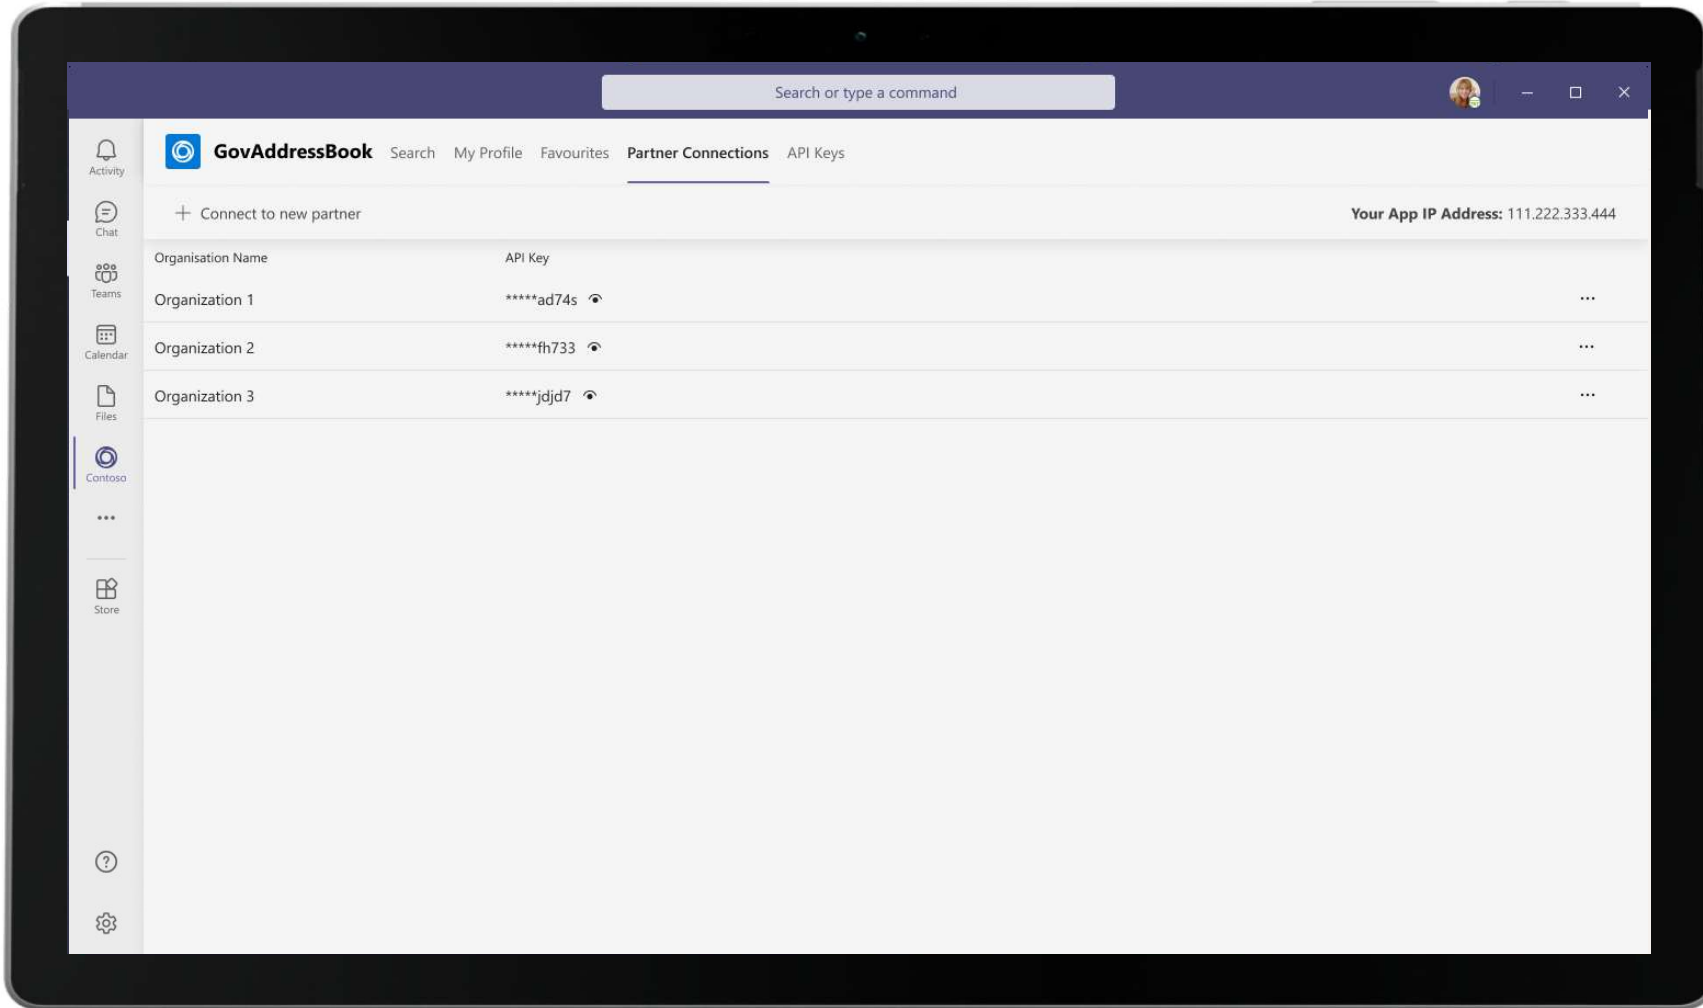 Search or type a command
Activity
Chat
Teams
Calendar
Files
Contoso
Store
GovAddressBook Search My Profile Favourites Partner Connections API Keys
Connect to new partner Your App IP Address: 111.222.333.444
Organisation Name API Key
Organization 1 *****ad74s
Organization 2 *****fh733
Organization 3 *****jdjd7